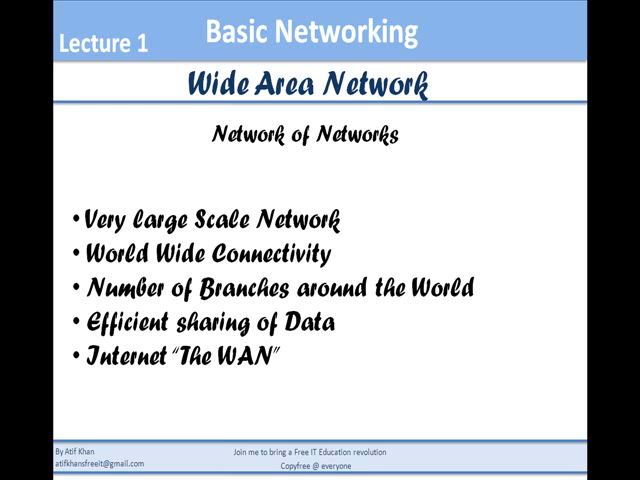 Lecture 1
Basic Networking
Wide Area Network
Network of Networks
• Very large Scale Network
• World Wide Connectivity
• Number of Branches around the World
• Efficient sharing of Data
• Internet “The WAN”
By Atif Khan
atifkhansfreeit@gmail.com
Join me to bring a Free IT Education revolution
Copyfree @ everyone